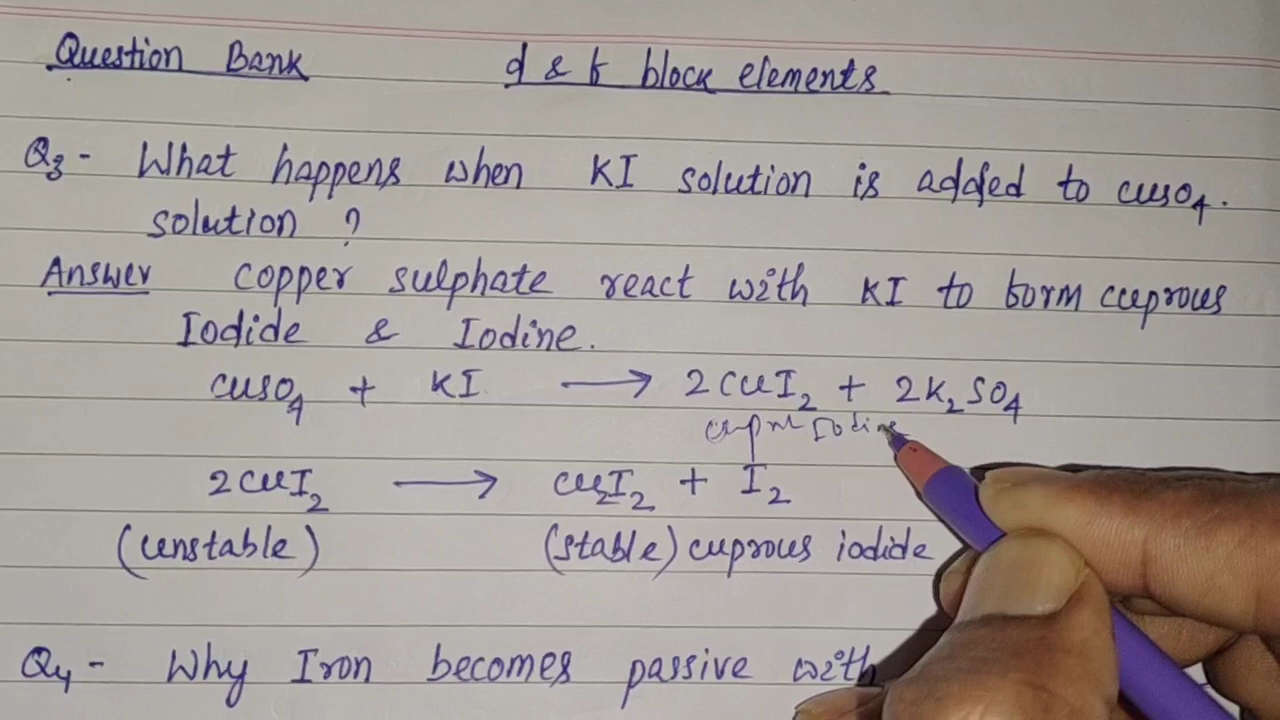 Question Bank d & f block elements
Q3 - What happens when KI solution is added to CuSO4.
solution ?
Answer Copper sulphate react with KI to form cuprous
Iodide & Iodine.
CuSO4 + KI → 2CuI2 + 2K2SO4
Iodine
2CuI2 → Cu2I2 + I2
(unstable) (stable) cuprous iodide
Q4 - Why Iron becomes passive with